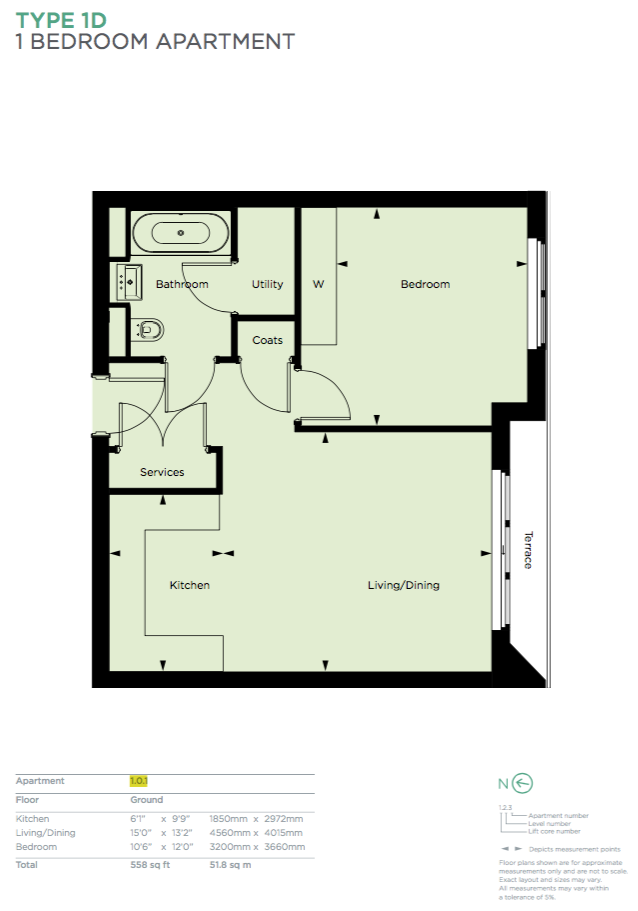 TYPE 1D
1 BEDROOM APARTMENT
Bathroom
Utility
W
Bedroom
Coats
Services
Terrace
Kitchen
Living/Dining
Apartment 1.0.1
Floor Ground
Kitchen 6'1" x 9'9" 1850mm x 2972mm
Living/Dining 15'0" x 13'2" 4560mm x 4015mm
Bedroom 10'6" x 12'0" 3200mm x 3660mm
Total 558 sq ft 51.8 sq m
N
1.2.3
Apartment number
Level number
Lift core number
Depicts measurement points
Floor plans shown are for approximate
measurements only and are not to scale.
Exact layout and sizes may vary.
All measurements may vary within
a tolerance of 5%.